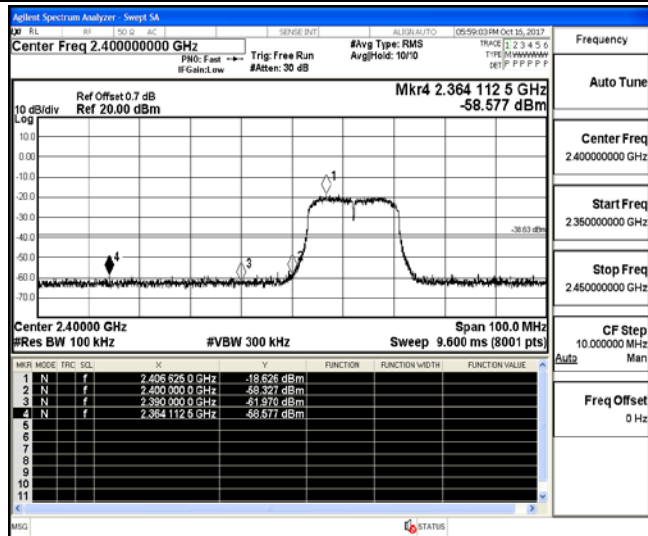 Agilent Spectrum Analyzer - Swept SA
RL RF 50 Ω AC SENSE:INT ALIGN AUTO 05:59:03 PM Oct 16, 2017
Center Freq 2.400000000 GHz #Avg Type: RMS TRACE 1 2 3 4 5 6
PNO: Fast Trig: Free Run Avg|Hold: 10/10 TYPE M
IFGain:Low #Atten: 30 dB DET P P P P P P
Ref Offset 0.7 dB Mkr4 2.364 112 5 GHz
10 dB/div Ref 20.00 dBm -58.577 dBm
Log
10.0
0.00
-10.0
-20.0
-30.0
-40.0
-50.0
-60.0
-70.0
1
2
3
4
-38.63 dBm
Center 2.40000 GHz Span 100.0 MHz
#Res BW 100 kHz #VBW 300 kHz Sweep 9.600 ms (8001 pts)
MKR MODE TRC SCL X Y FUNCTION FUNCTION WIDTH FUNCTION VALUE
1 N f 2.406 625 0 GHz -18.626 dBm
2 N f 2.400 000 0 GHz -58.327 dBm
3 N f 2.390 000 0 GHz -61.970 dBm
4 N f 2.364 112 5 GHz -58.577 dBm
5
6
7
8
9
10
11
MSG STATUS
Frequency
Auto Tune
Center Freq
2.400000000 GHz
Start Freq
2.350000000 GHz
Stop Freq
2.450000000 GHz
CF Step
10.000000 MHz
Auto Man
Freq Offset
0 Hz